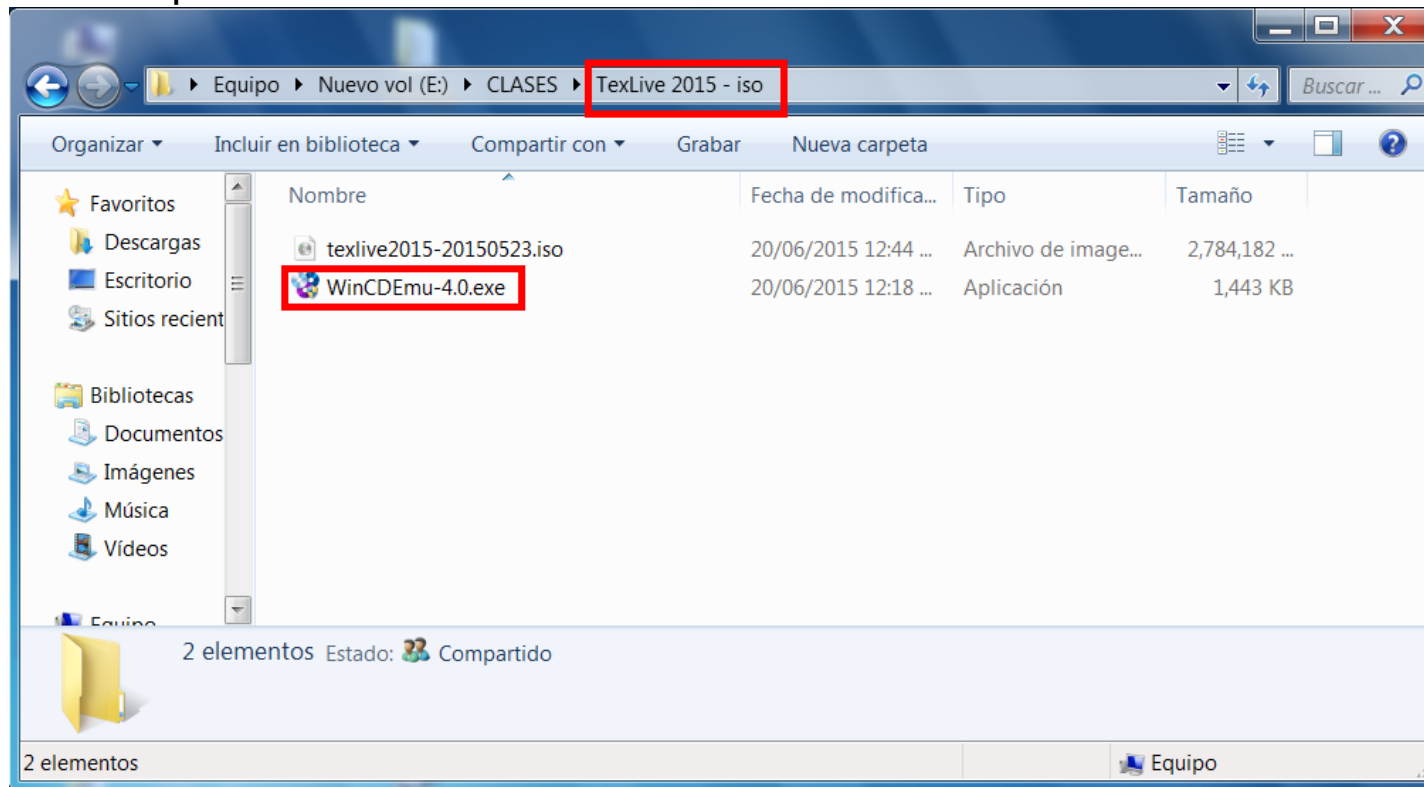 Equipo Nuevo vol (E:) CLASES TexLive 2015 - iso Buscar ...
Organizar Incluir en biblioteca Compartir con Grabar Nueva carpeta
Nombre Fecha de modifica... Tipo Tamaño
texlive2015-20150523.iso 20/06/2015 12:44 ... Archivo de image... 2,784,182 ...
WinCDEmu-4.0.exe 20/06/2015 12:18 ... Aplicación 1,443 KB
Favoritos
Descargas
Escritorio
Sitios recient
Bibliotecas
Documentos
Imágenes
Música
Vídeos
Equipo
2 elementos Estado: Compartido
2 elementos Equipo